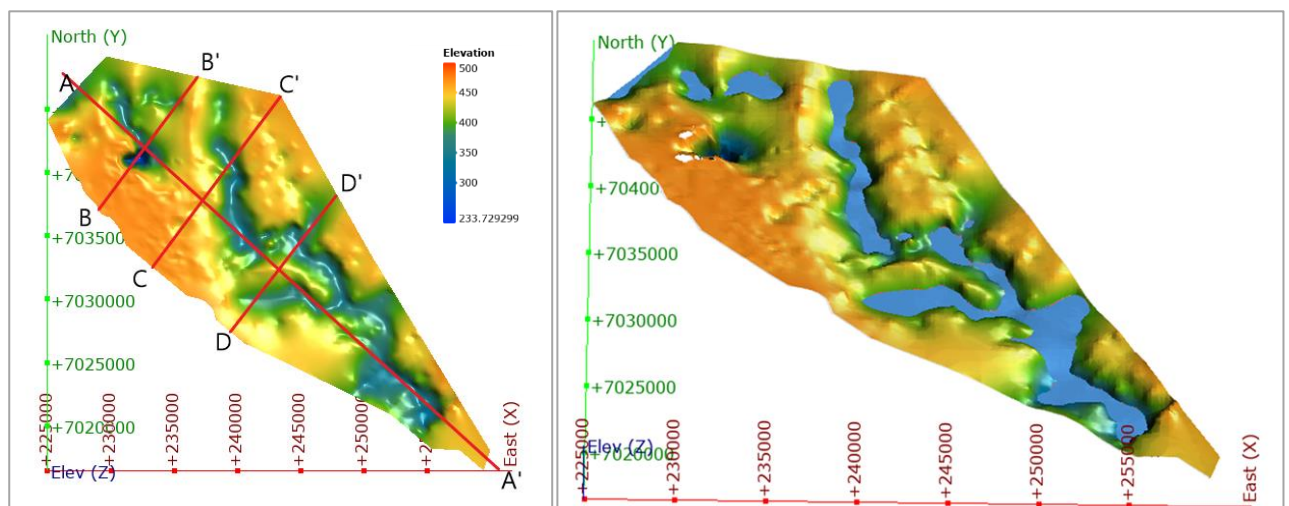 North (Y)
A
B'
C'
D'
B
C
D
A'
Elevation
500
450
400
350
300
233.729299
+7035000
+7030000
+7025000
+7020000
+225000
+230000
+235000
+240000
+245000
+250000
East (X)
Elev (Z)
North (Y)
+70400
+7035000
+7030000
+7025000
+7020000
+225000
+230000
+235000
+240000
+245000
+250000
+255000
East (X)
Elev (Z)